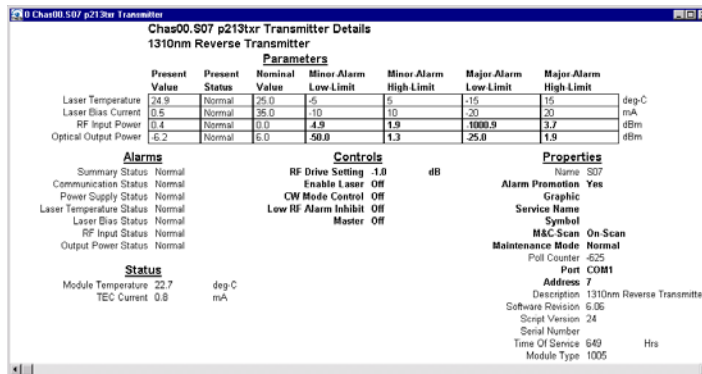 0 Chas00.S07 p213txr Transmitter
Chas00.S07 p213txr Transmitter Details
1310nm Reverse Transmitter
Parameters
Present Value Present Status Nominal Value Minor-Alarm Low-Limit Minor-Alarm High-Limit Major-Alarm Low-Limit Major-Alarm High-Limit
Laser Temperature 24.9 Normal 25.0 -5 5 -15 15 deg-C
Laser Bias Current 0.5 Normal 35.0 -10 10 -20 20 mA
RF Input Power 0.4 Normal 0.0 -4.9 1.9 -1000.9 3.7 dBm
Optical Output Power -6.2 Normal 6.0 -50.0 1.3 -25.0 1.9 dBm
Alarms
Summary Status Normal
Communication Status Normal
Power Supply Status Normal
Laser Temperature Status Normal
Laser Bias Status Normal
RF Input Status Normal
Output Power Status Normal
Status
Module Temperature 22.7 deg-C
TEC Current 0.8 mA
Controls
RF Drive Setting -1.0 dB
Enable Laser Off
CW Mode Control Off
Low RF Alarm Inhibit Off
Master Off
Properties
Name S07
Alarm Promotion Yes
Graphic
Service Name
Symbol
M&C-Scan On-Scan
Maintenance Mode Normal
Poll Counter -625
Port COM1
Address 7
Description 1310nm Reverse Transmitte
Software Revision 6.06
Script Version 24
Serial Number
Time Of Service 649 Hrs
Module Type 1005